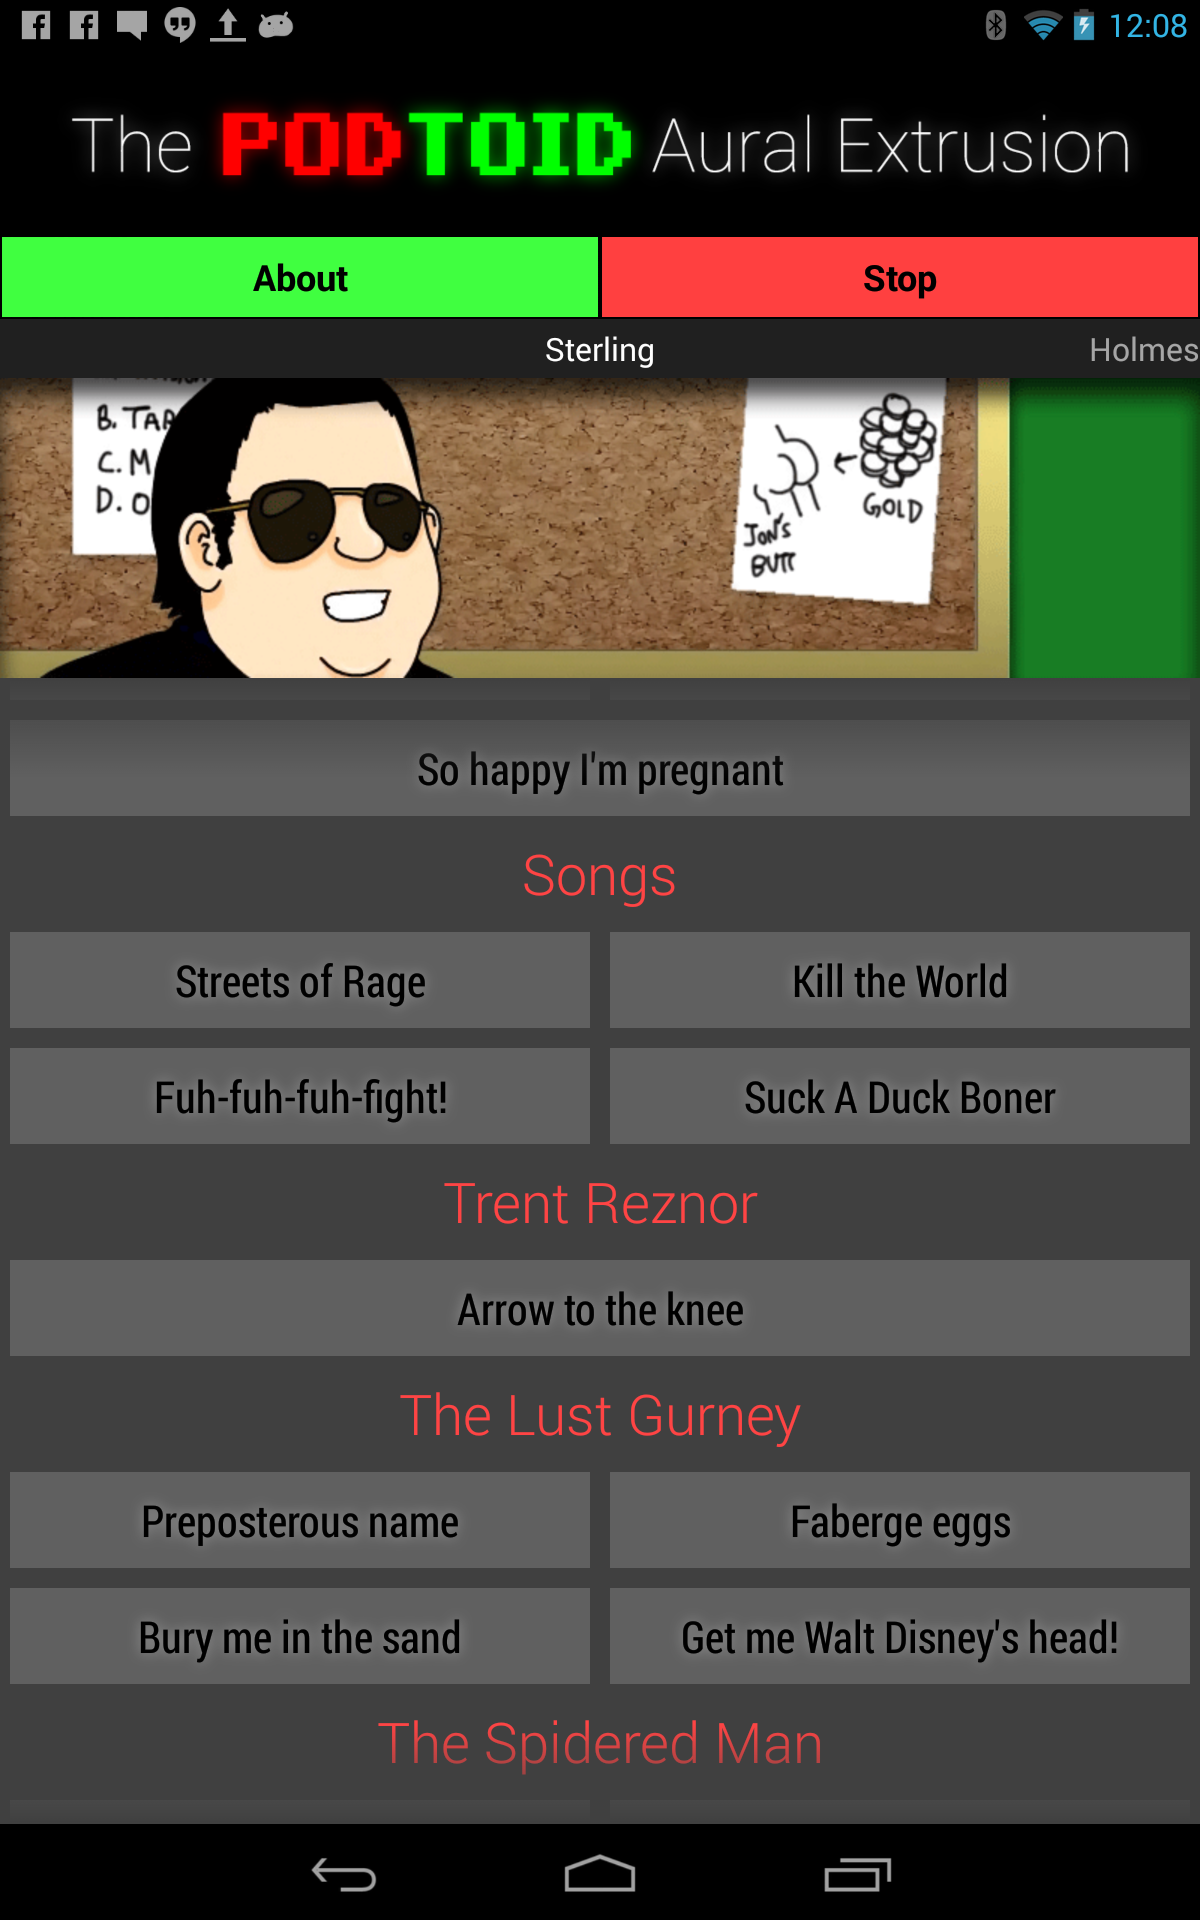 12:08
The PODTOID Aural Extrusion
About
Stop
Sterling
Holmes
B. TAR
C. M
D. O
GOLD
JON'S
BUTT
So happy I'm pregnant
Songs
Streets of Rage
Kill the World
Fuh-fuh-fuh-fight!
Suck A Duck Boner
Trent Reznor
Arrow to the knee
The Lust Gurney
Preposterous name
Faberge eggs
Bury me in the sand
Get me Walt Disney's head!
The Spidered Man